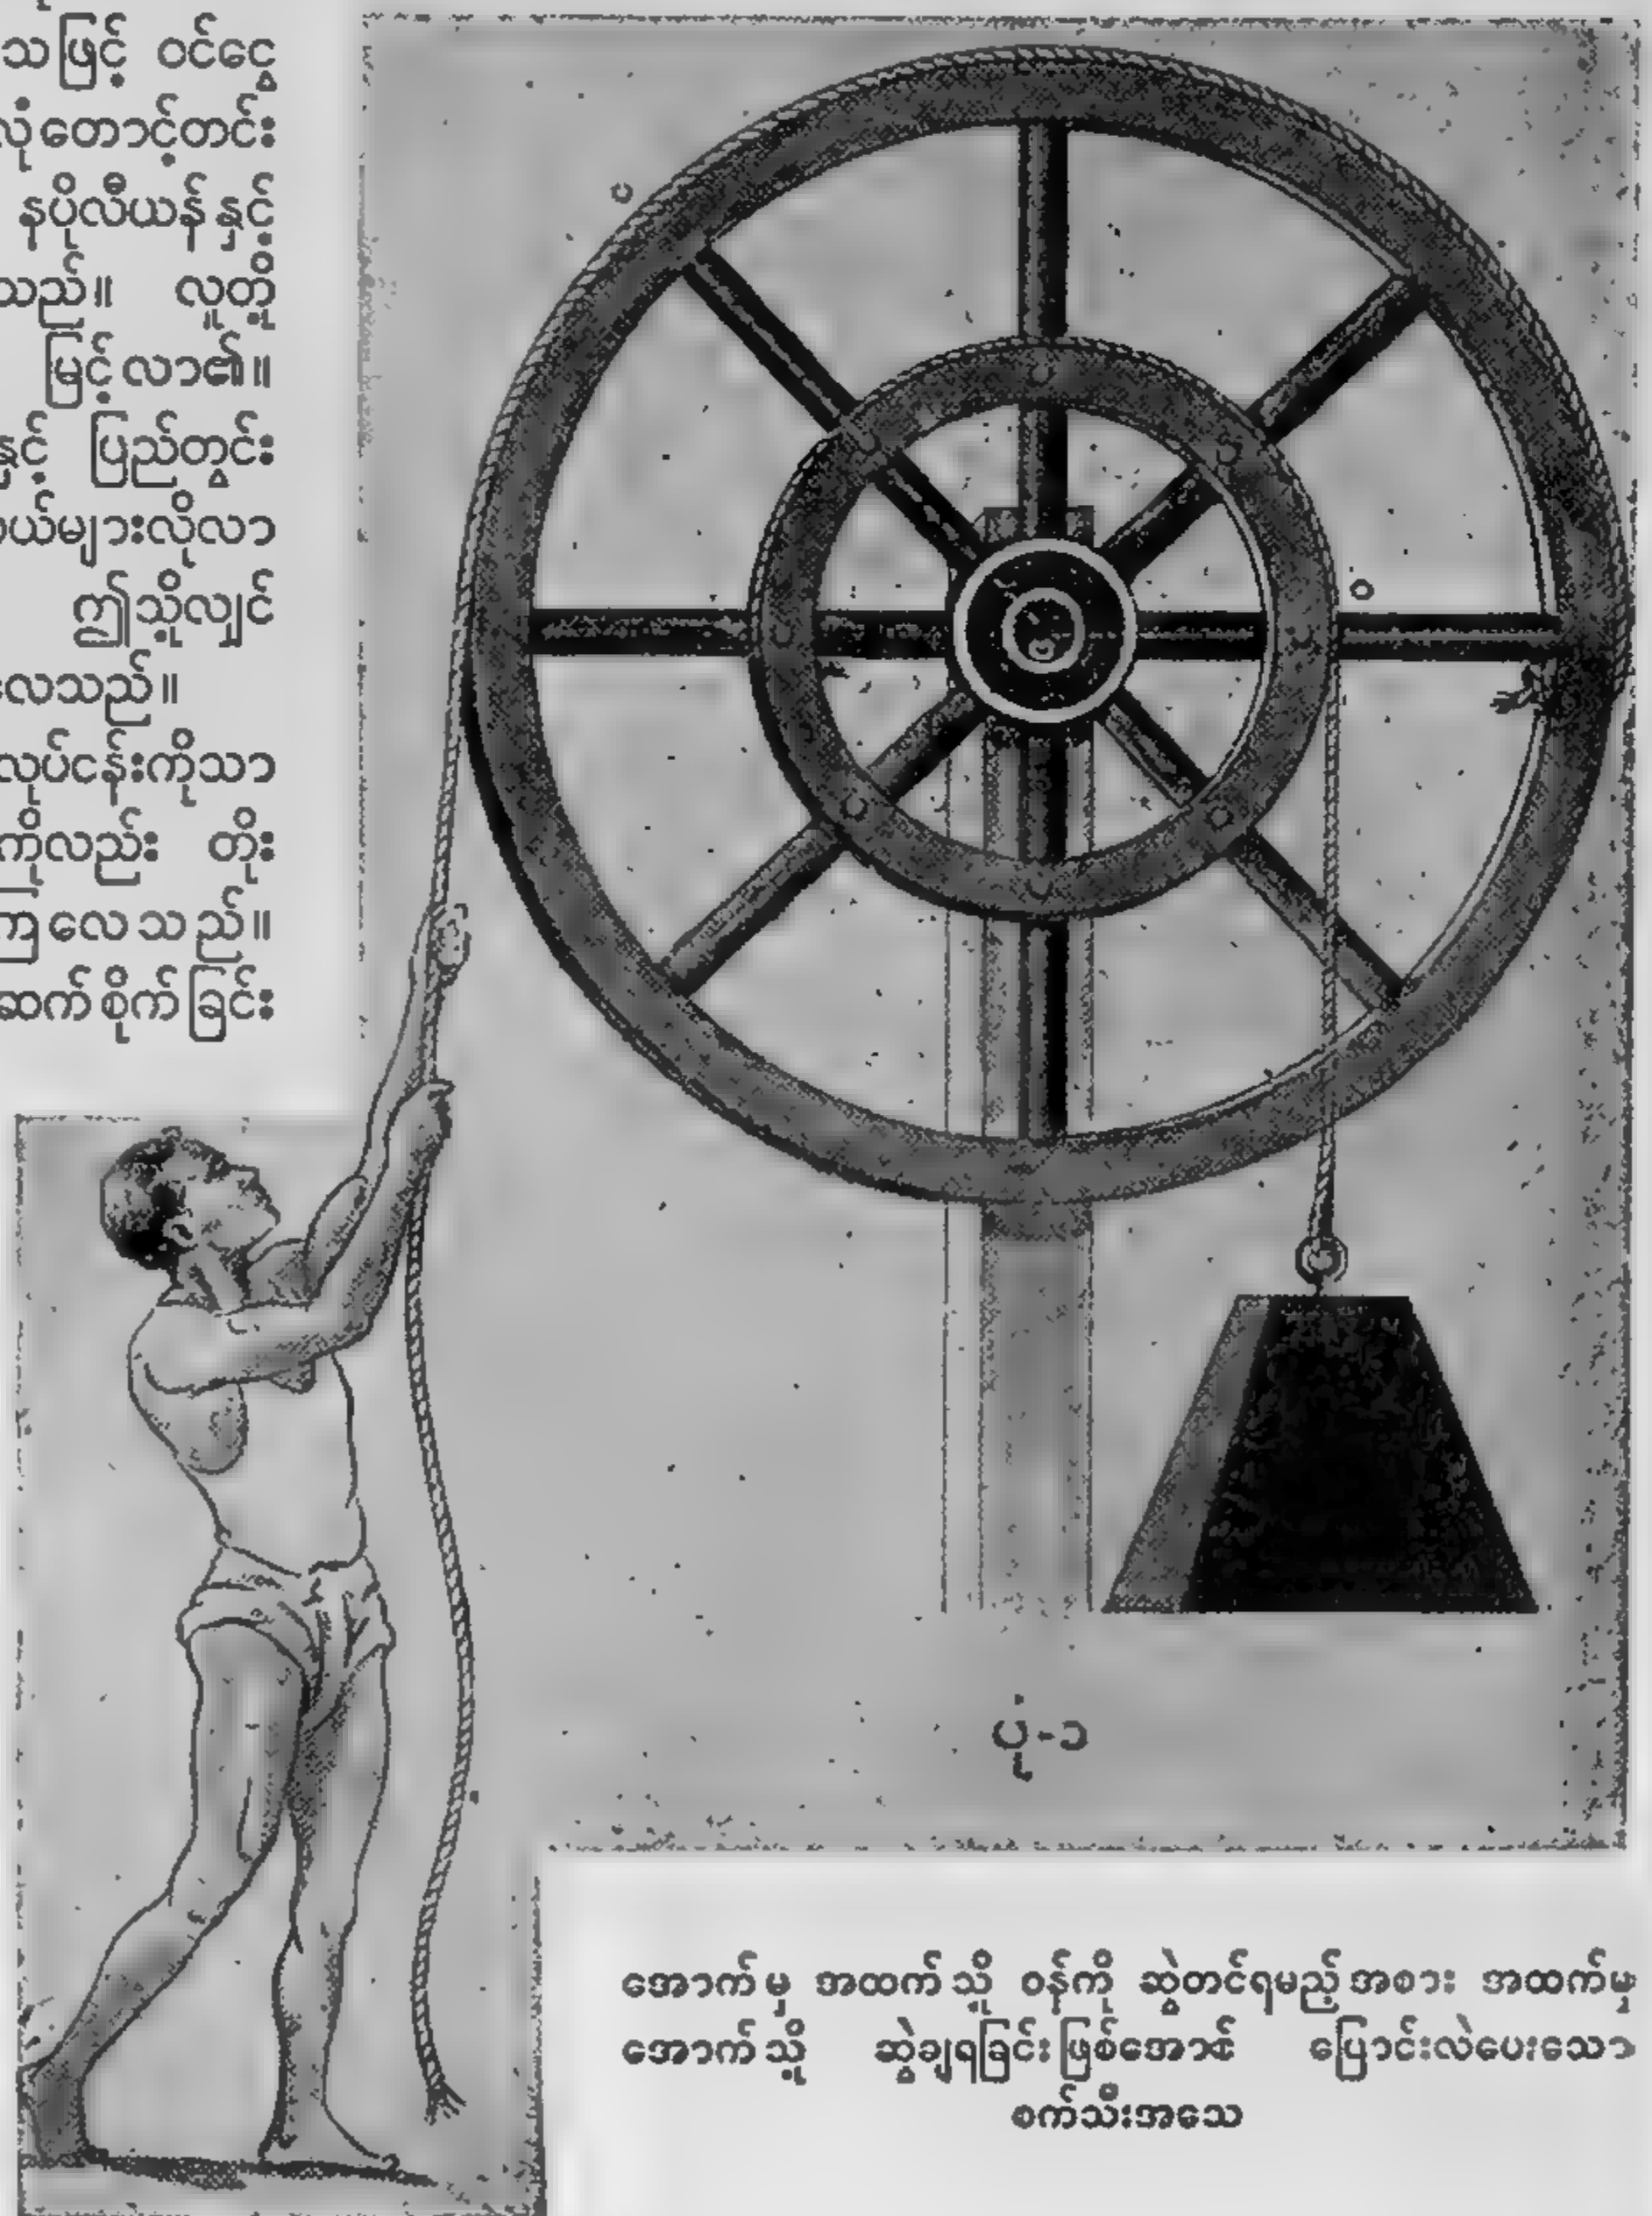 သဖြင့် ဝင်ငွေ
လုံတောင့်တင်း
နပိုလီယန်နှင့်
သည်။ လူတို့
မြင့်လာ၏။
နှင့် ပြည်တွင်း
ယ်များလိုလာ
ဤသို့လျှင်
လေသည်။
လုပ်ငန်းကိုသာ
ကိုလည်း တိုး
ကြလေသည်။
ဆက်စိုက်ခြင်း
ပုံ-၁
အောက်မှ အထက်သို့ ဝန်ကို ဆွဲတင်ရမည့်အစား အထက်မှ
အောက်သို့ ဆွဲချရခြင်းဖြစ်အောင် ပြောင်းလဲပေးသော
စက်သီးအသေ